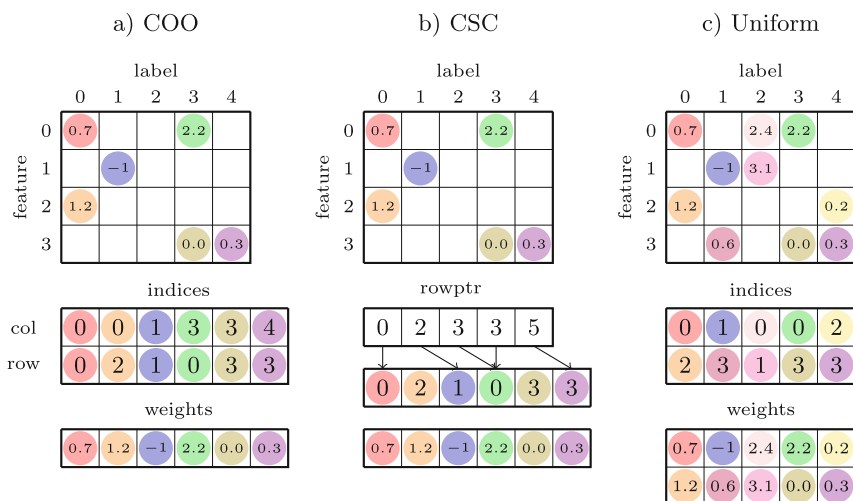 a) COO
b) CSC
c) Uniform
label
label
label
0 1 2 3 4
0 1 2 3 4
0 1 2 3 4
feature
0 0.7 2.2
1 −1
2 1.2
3 0.0 0.3
feature
0 0.7 2.2
1 −1
2 1.2
3 0.0 0.3
feature
0 0.7 2.4 2.2
1 −1 3.1
2 1.2 0.2
3 0.6 0.0 0.3
indices
col 0 0 1 3 3 4
row 0 2 1 0 3 3
weights
0.7 1.2 −1 2.2 0.0 0.3
rowptr
0 2 3 3 5
0 2 1 0 3 3
weights
0.7 1.2 −1 2.2 0.0 0.3
indices
0 1 0 0 2
2 3 1 3 3
weights
0.7 −1 2.4 2.2 0.2
1.2 0.6 3.1 0.0 0.3